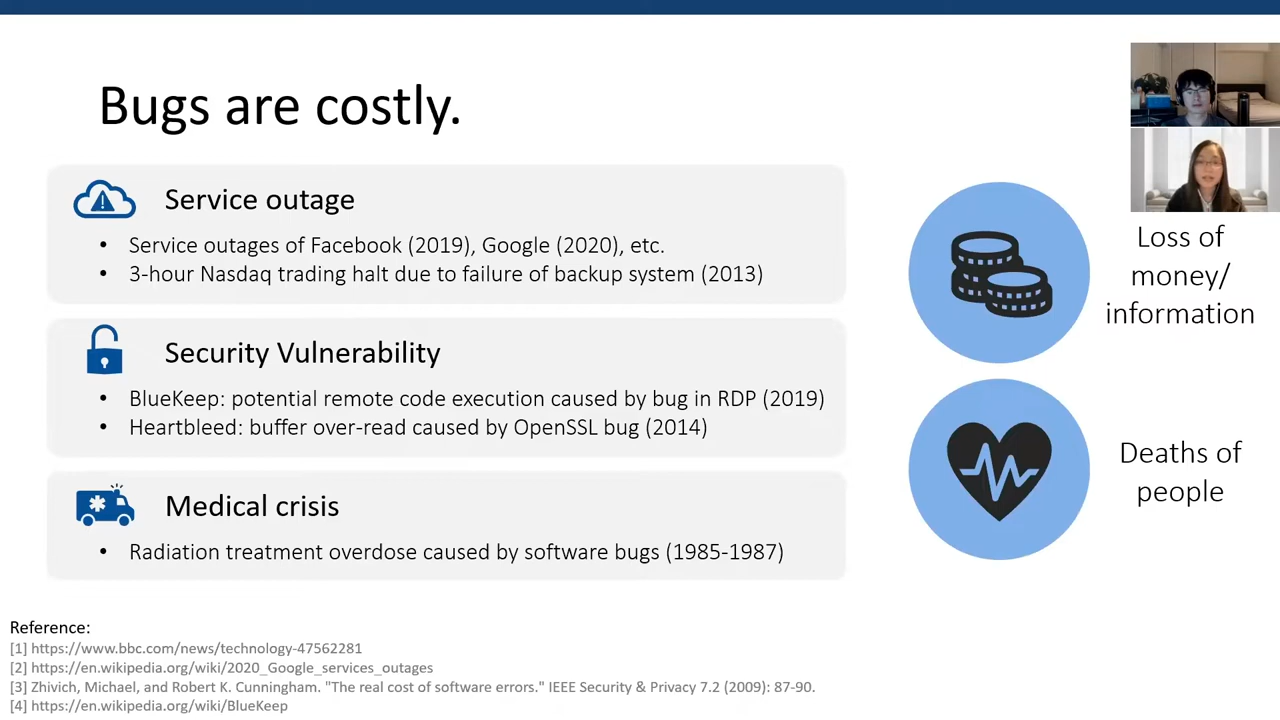 Bugs are costly.
Service outage
• Service outages of Facebook (2019), Google (2020), etc.
• 3-hour Nasdaq trading halt due to failure of backup system (2013)
Security Vulnerability
• BlueKeep: potential remote code execution caused by bug in RDP (2019)
• Heartbleed: buffer over-read caused by OpenSSL bug (2014)
Medical crisis
• Radiation treatment overdose caused by software bugs (1985-1987)
Loss of
money/
information
Deaths of
people
Reference:
[1] https://www.bbc.com/news/technology-47562281
[2] https://en.wikipedia.org/wiki/2020_Google_services_outages
[3] Zhivich, Michael, and Robert K. Cunningham. "The real cost of software errors." IEEE Security & Privacy 7.2 (2009): 87-90.
[4] https://en.wikipedia.org/wiki/BlueKeep